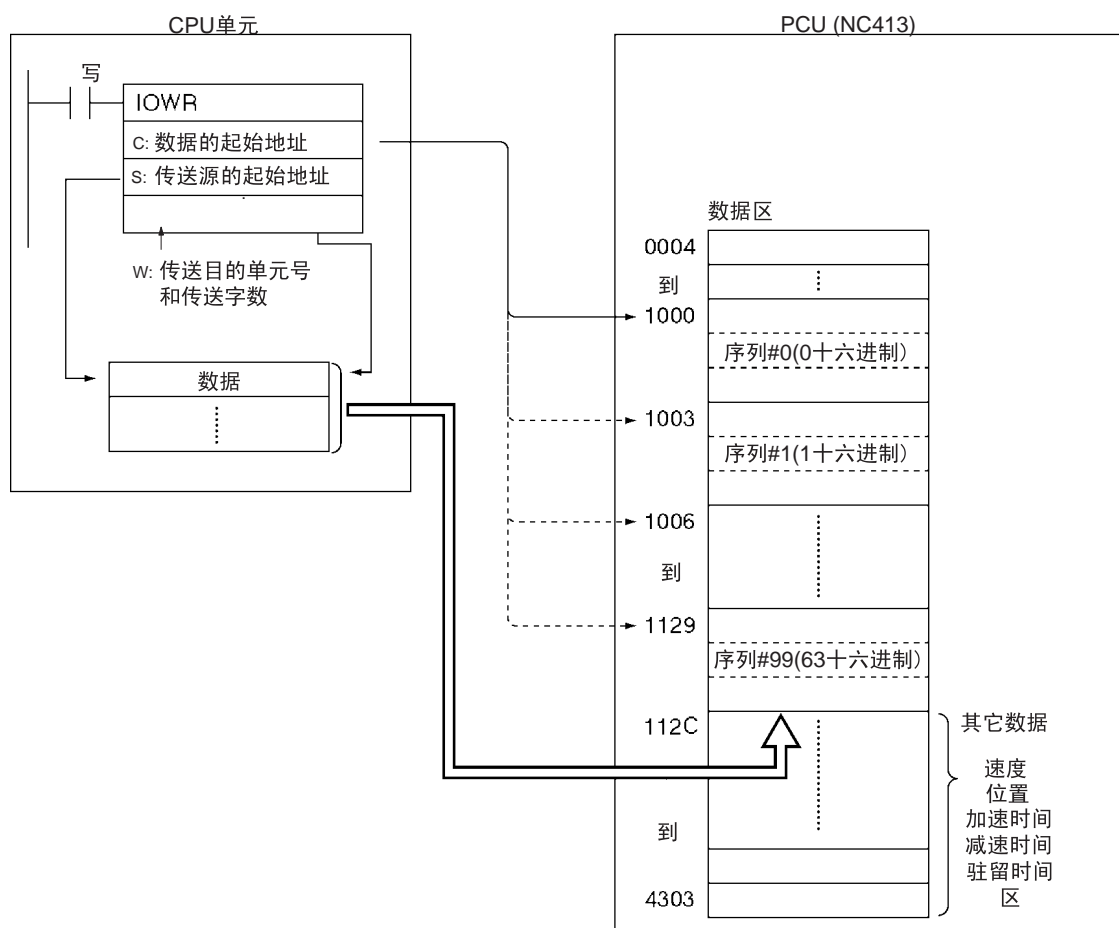 CPU单元
写
IOWR
C: 数据的起始地址
S: 传送源的起始地址
W: 传送目的单元号
和传送字数
数据
PCU (NC413)
数据区
0004
到
1000
序列#0(0十六进制)
1003
序列#1(1十六进制)
1006
到
1129
序列#99(63十六进制)
112C
到
4303
其它数据
速度
位置
加速时间
减速时间
驻留时间
区